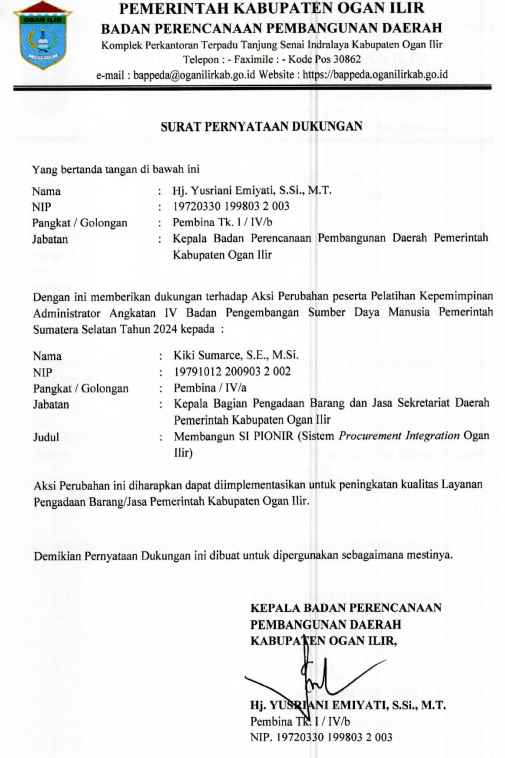 PEMERINTAH KABUPATEN OGAN ILIR
OGAN ILIR
BADAN PERENCANAAN PEMBANGUNAN DAERAH
Komplek Perkantoran Terpadu Tanjung Senai Indralaya Kabupaten Ogan Ilir
Telepon : - Faximile : - Kode Pos 30862
e-mail : bappeda@oganilirkab.go.id Website : https://bappeda.oganilirkab.go.id
SURAT PERNYATAAN DUKUNGAN
Yang bertanda tangan di bawah ini
Nama : Hj. Yusriani Emiyati, S.Si., M.T.
NIP : 19720330 199803 2 003
Pangkat / Golongan : Pembina Tk. I / IV/b
Jabatan : Kepala Badan Perencanaan Pembangunan Daerah Pemerintah
Kabupaten Ogan Ilir
Dengan ini memberikan dukungan terhadap Aksi Perubahan peserta Pelatihan Kepemimpinan
Administrator Angkatan IV Badan Pengembangan Sumber Daya Manusia Pemerintah
Sumatera Selatan Tahun 2024 kepada :
Nama : Kiki Sumarce, S.E., M.Si.
NIP : 19791012 200903 2 002
Pangkat / Golongan : Pembina / IV/a
Jabatan : Kepala Bagian Pengadaan Barang dan Jasa Sekretariat Daerah
Pemerintah Kabupaten Ogan Ilir
Judul : Membangun SI PIONIR (Sistem Procurement Integration Ogan
Ilir)
Aksi Perubahan ini diharapkan dapat diimplementasikan untuk peningkatan kualitas Layanan
Pengadaan Barang/Jasa Pemerintah Kabupaten Ogan Ilir.
Demikian Pernyataan Dukungan ini dibuat untuk dipergunakan sebagaimana mestinya.
KEPALA BADAN PERENCANAAN
PEMBANGUNAN DAERAH
KABUPATEN OGAN ILIR,
Hj. YUSRIANI EMIYATI, S.Si., M.T.
Pembina Tk. I / IV/b
NIP. 19720330 199803 2 003